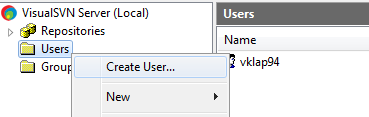 VisualSVN Server (Local)
Repositories
Users
Group
Create User...
New
Users
Name
vklap94